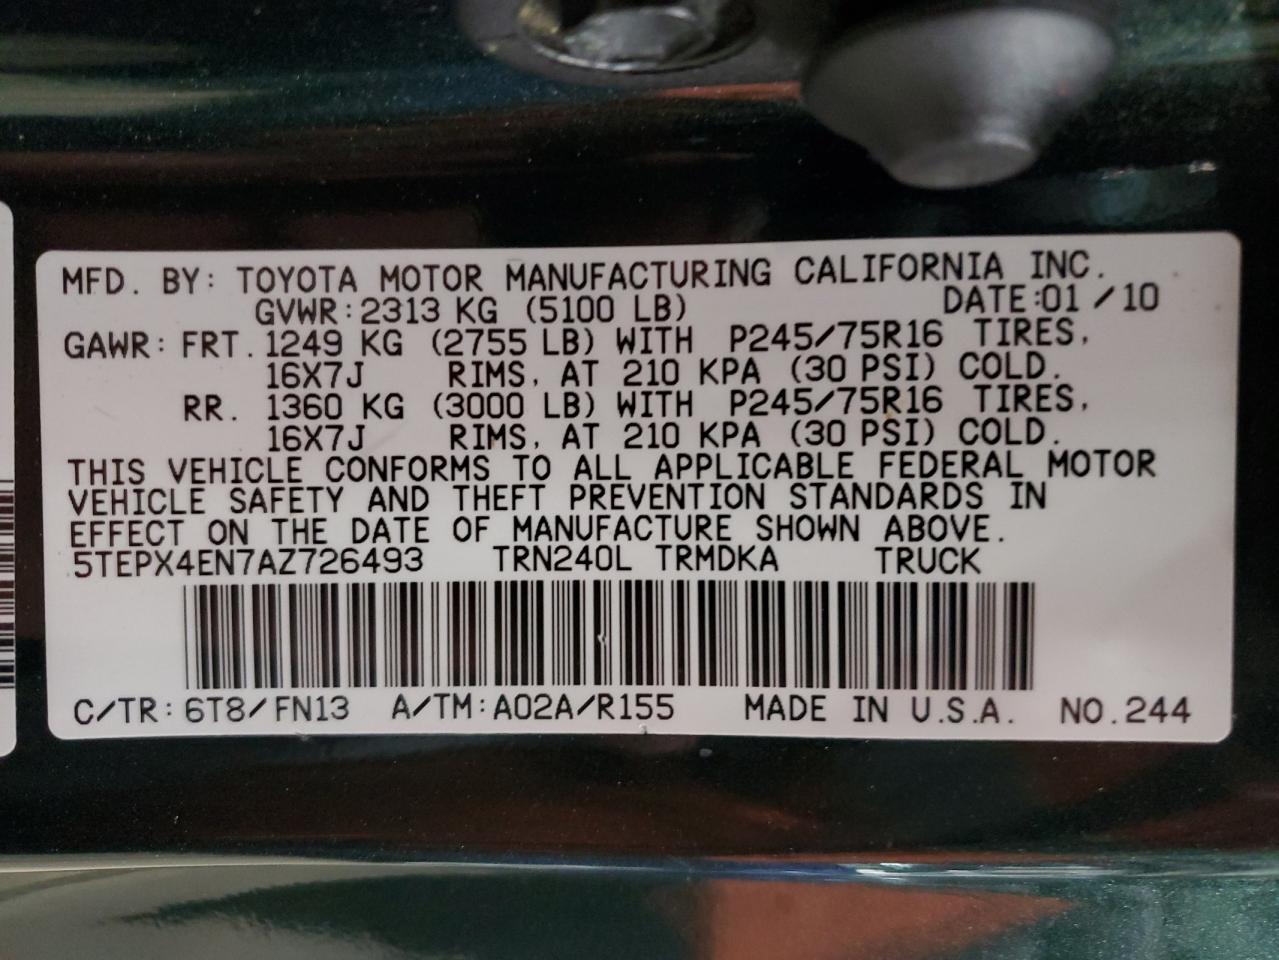 MFD. BY: TOYOTA MOTOR MANUFACTURING CALIFORNIA INC.
GVWR: 2313 KG (5100 LB) DATE:01 /10
GAWR: FRT. 1249 KG (2755 LB) WITH P245/75R16 TIRES,
16X7J RIMS, AT 210 KPA (30 PSI) COLD.
RR. 1360 KG (3000 LB) WITH P245/75R16 TIRES,
16X7J RIMS, AT 210 KPA (30 PSI) COLD.
THIS VEHICLE CONFORMS TO ALL APPLICABLE FEDERAL MOTOR
VEHICLE SAFETY AND THEFT PREVENTION STANDARDS IN
EFFECT ON THE DATE OF MANUFACTURE SHOWN ABOVE.
5TEPX4EN7AZ726493 TRN240L TRMDKA TRUCK
C/TR: 6T8/FN13 A/TM: A02A/R155 MADE IN U.S.A. NO.244